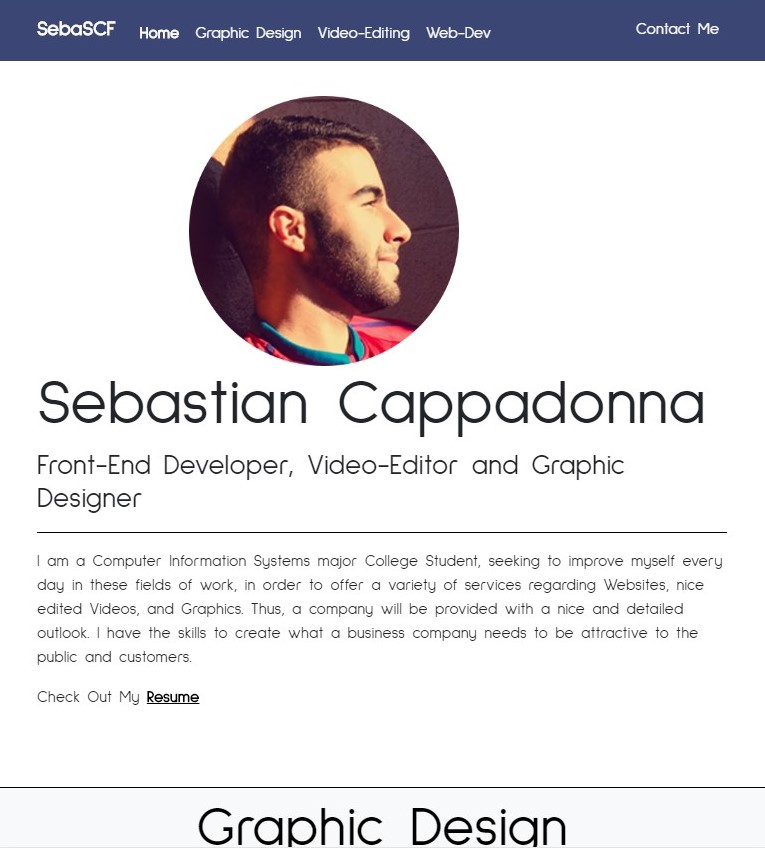 SebaSCF Home Graphic Design Video-Editing Web-Dev Contact Me
Sebastian Cappadonna
Front-End Developer, Video-Editor and Graphic
Designer
I am a Computer Information Systems major College Student, seeking to improve myself every
day in these fields of work, in order to offer a variety of services regarding Websites, nice
edited Videos, and Graphics. Thus, a company will be provided with a nice and detailed
outlook. I have the skills to create what a business company needs to be attractive to the
public and customers.
Check Out My Resume
Graphic Design